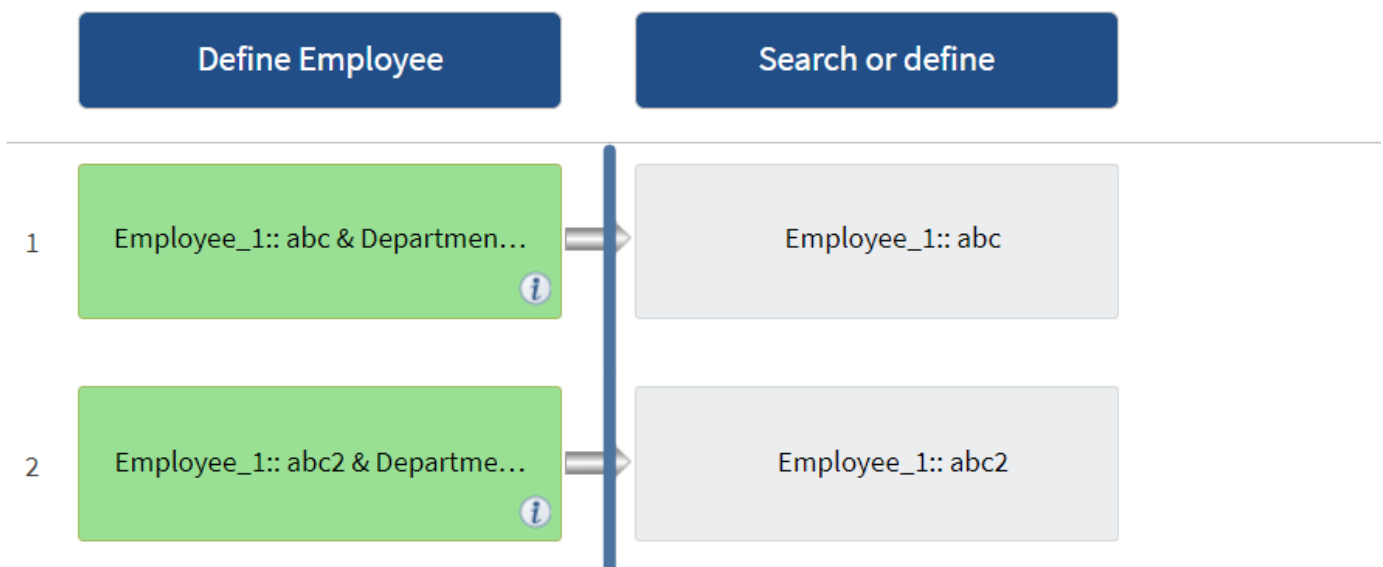 Define Employee
Search or define
1
Employee_1:: abc & Departmen...
i
Employee_1:: abc
2
Employee_1:: abc2 & Departme...
i
Employee_1:: abc2